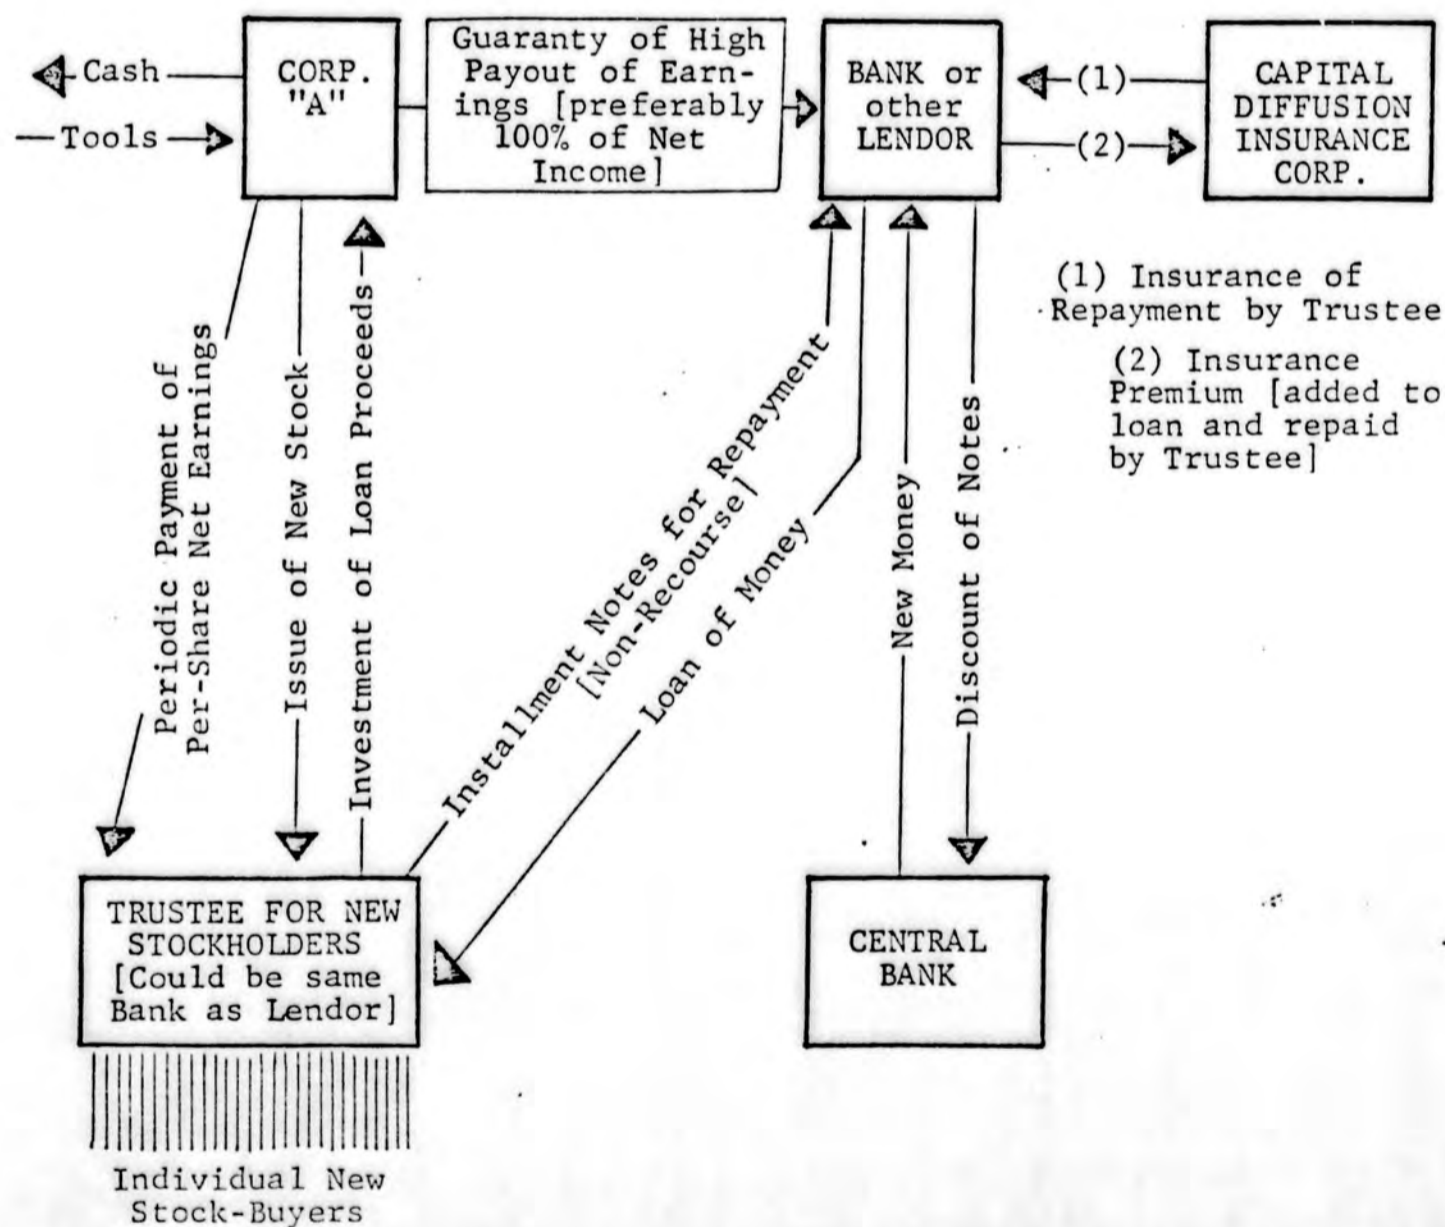 Cash
Tools
CORP.
"A"
Guaranty of High
Payout of Earn-
ings [preferably
100% of Net
Income]
BANK or
other
LENDOR
(1)
(2)
CAPITAL
DIFFUSION
INSURANCE
CORP.
(1) Insurance of
Repayment by Trustee
(2) Insurance
Premium [added to
loan and repaid
by Trustee]
Periodic Payment of
Per-Share Net Earnings
Issue of New Stock
Investment of Loan Proceeds
Installment Notes for Repayment
[Non-Recourse]
Loan of Money
New Money
Discount of Notes
TRUSTEE FOR NEW
STOCKHOLDERS
[Could be same
Bank as Lendor]
CENTRAL
BANK
Individual New
Stock-Buyers